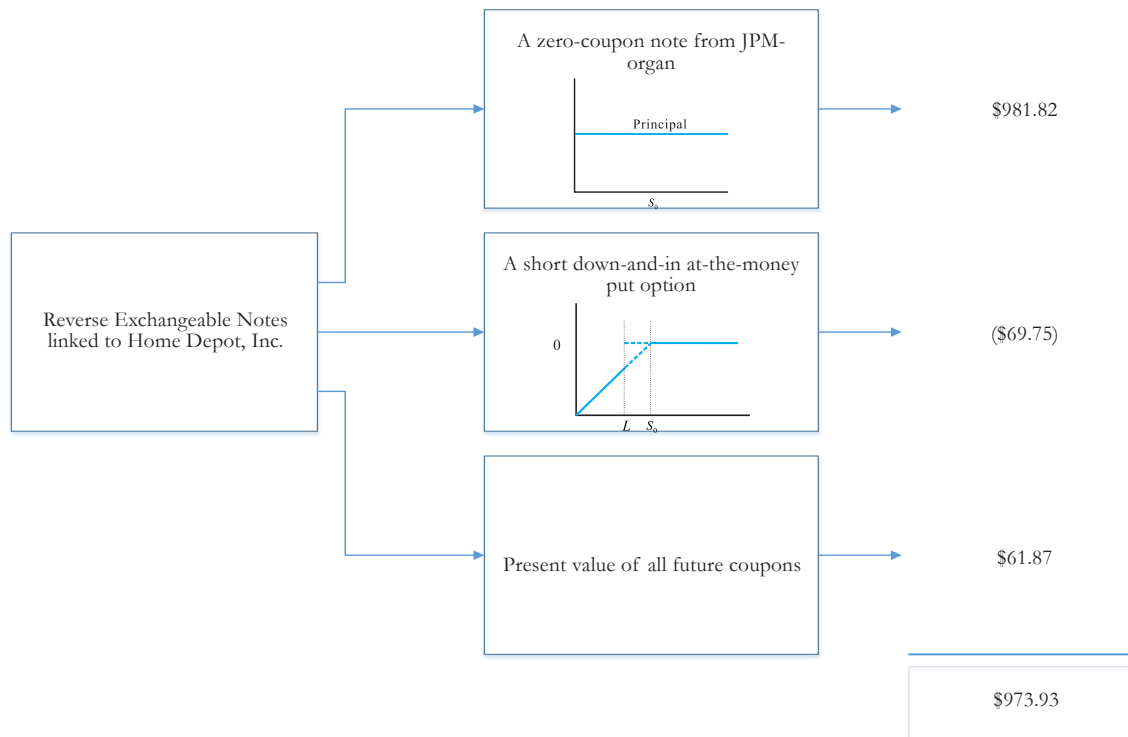 A zero-coupon note from JPM-
organ
Principal
S₀
$981.82
Reverse Exchangeable Notes
linked to Home Depot, Inc.
A short down-and-in at-the-money
put option
0
L S₀
($69.75)
Present value of all future coupons
$61.87
$973.93